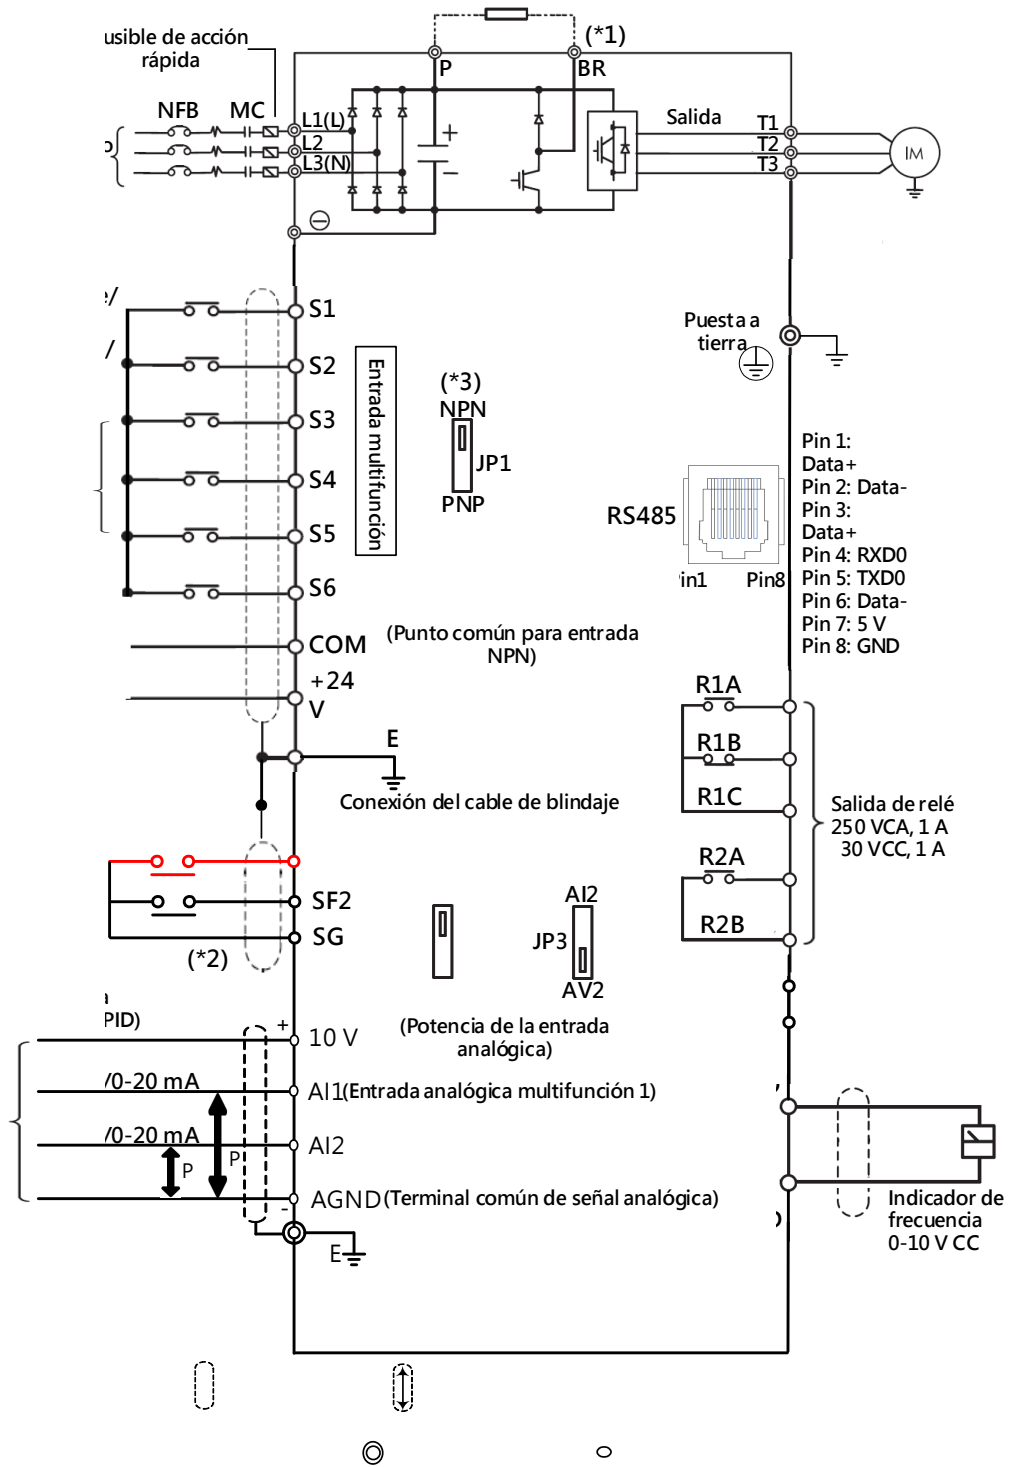 usible de acción
rápida
(*1)
P
BR
NFB
MC
L1(L)
L2
L3(N)
+
−
Salida
T1
T2
T3
IM
S1
S2
S3
S4
S5
S6
Entrada multifunción
(*3)
NPN
JP1
PNP
Puesta a
tierra
RS485
Pin8
Pin 1:
Data+
Pin 2: Data-
Pin 3:
Data+
Pin 4: RXD0
Pin 5: TXD0
Pin 6: Data-
Pin 7: 5 V
Pin 8: GND
COM
(Punto común para entrada
NPN)
+24
V
E
Conexión del cable de blindaje
R1A
R1B
R1C
R2A
R2B
Salida de relé
250 VCA, 1 A
30 VCC, 1 A
SF2
SG
(*2)
AI2
JP3
AV2
(Potencia de la entrada
analógica)
PID)
+
10 V
/0-20 mA
AI1(Entrada analógica multifunción 1)
/0-20 mA
AI2
P
P
AGND(Terminal común de señal analógica)
-
E
Indicador de
frecuencia
0-10 V CC